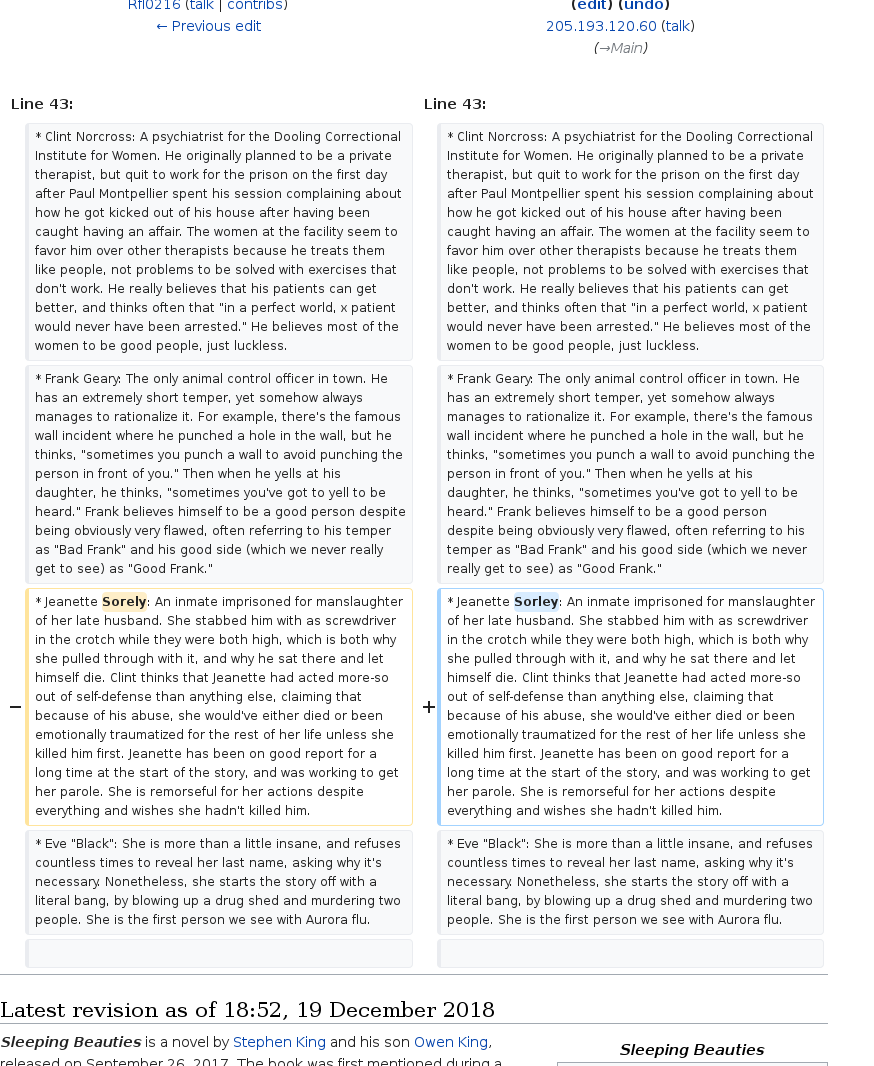 Rfl0216 (talk | contribs)
← Previous edit
(edit) (undo)
205.193.120.60 (talk)
(→Main)
Line 43:
* Clint Norcross: A psychiatrist for the Dooling Correctional
Institute for Women. He originally planned to be a private
therapist, but quit to work for the prison on the first day
after Paul Montpellier spent his session complaining about
how he got kicked out of his house after having been
caught having an affair. The women at the facility seem to
favor him over other therapists because he treats them
like people, not problems to be solved with exercises that
don't work. He really believes that his patients can get
better, and thinks often that "in a perfect world, x patient
would never have been arrested." He believes most of the
women to be good people, just luckless.
* Frank Geary: The only animal control officer in town. He
has an extremely short temper, yet somehow always
manages to rationalize it. For example, there's the famous
wall incident where he punched a hole in the wall, but he
thinks, "sometimes you punch a wall to avoid punching the
person in front of you." Then when he yells at his
daughter, he thinks, "sometimes you've got to yell to be
heard." Frank believes himself to be a good person despite
being obviously very flawed, often referring to his temper
as "Bad Frank" and his good side (which we never really
get to see) as "Good Frank."
− * Jeanette Sorely: An inmate imprisoned for manslaughter
of her late husband. She stabbed him with as screwdriver
in the crotch while they were both high, which is both why
she pulled through with it, and why he sat there and let
himself die. Clint thinks that Jeanette had acted more-so
out of self-defense than anything else, claiming that
because of his abuse, she would've either died or been
emotionally traumatized for the rest of her life unless she
killed him first. Jeanette has been on good report for a
long time at the start of the story, and was working to get
her parole. She is remorseful for her actions despite
everything and wishes she hadn't killed him.
* Eve "Black": She is more than a little insane, and refuses
countless times to reveal her last name, asking why it's
necessary. Nonetheless, she starts the story off with a
literal bang, by blowing up a drug shed and murdering two
people. She is the first person we see with Aurora flu.
Line 43:
* Clint Norcross: A psychiatrist for the Dooling Correctional
Institute for Women. He originally planned to be a private
therapist, but quit to work for the prison on the first day
after Paul Montpellier spent his session complaining about
how he got kicked out of his house after having been
caught having an affair. The women at the facility seem to
favor him over other therapists because he treats them
like people, not problems to be solved with exercises that
don't work. He really believes that his patients can get
better, and thinks often that "in a perfect world, x patient
would never have been arrested." He believes most of the
women to be good people, just luckless.
* Frank Geary: The only animal control officer in town. He
has an extremely short temper, yet somehow always
manages to rationalize it. For example, there's the famous
wall incident where he punched a hole in the wall, but he
thinks, "sometimes you punch a wall to avoid punching the
person in front of you." Then when he yells at his
daughter, he thinks, "sometimes you've got to yell to be
heard." Frank believes himself to be a good person
despite being obviously very flawed, often referring to his
temper as "Bad Frank" and his good side (which we never
really get to see) as "Good Frank."
+ * Jeanette Sorley: An inmate imprisoned for manslaughter
of her late husband. She stabbed him with as screwdriver
in the crotch while they were both high, which is both why
she pulled through with it, and why he sat there and let
himself die. Clint thinks that Jeanette had acted more-so
out of self-defense than anything else, claiming that
because of his abuse, she would've either died or been
emotionally traumatized for the rest of her life unless she
killed him first. Jeanette has been on good report for a
long time at the start of the story, and was working to get
her parole. She is remorseful for her actions despite
everything and wishes she hadn't killed him.
* Eve "Black": She is more than a little insane, and refuses
countless times to reveal her last name, asking why it's
necessary. Nonetheless, she starts the story off with a
literal bang, by blowing up a drug shed and murdering two
people. She is the first person we see with Aurora flu.
Latest revision as of 18:52, 19 December 2018
Sleeping Beauties is a novel by Stephen King and his son Owen King,
released on September 26, 2017. The book was first mentioned during a
Sleeping Beauties